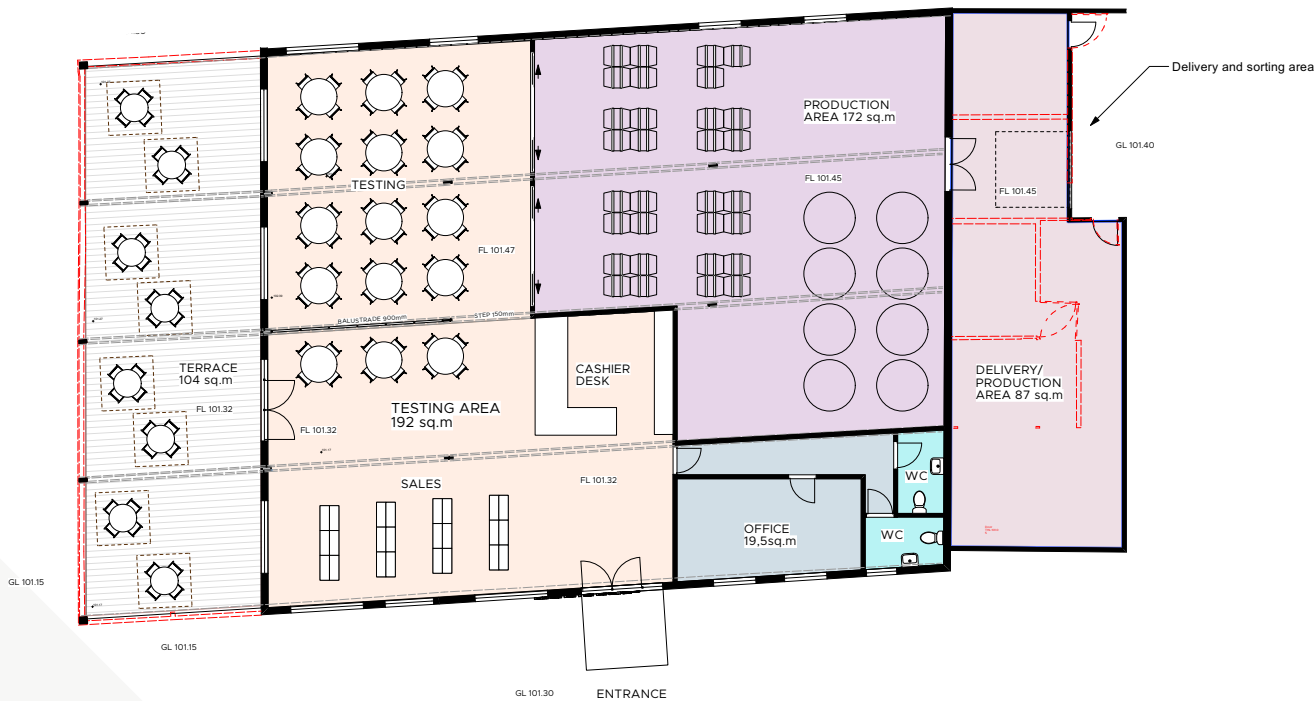 Delivery and sorting area
PRODUCTION
AREA 172 sq.m
GL 101.40
TESTING
FL 101.45
FL 101.45
FL 101.47
BALUSTRADE 900mm
STEP 150mm
TERRACE
104 sq.m
CASHIER
DESK
DELIVERY/
PRODUCTION
AREA 87 sq.m
FL 101.32
TESTING AREA
192 sq.m
FL 101.32
SALES
FL 101.32
WC
OFFICE
19,5sq.m
WC
GL 101.15
GL 101.15
GL 101.30
ENTRANCE